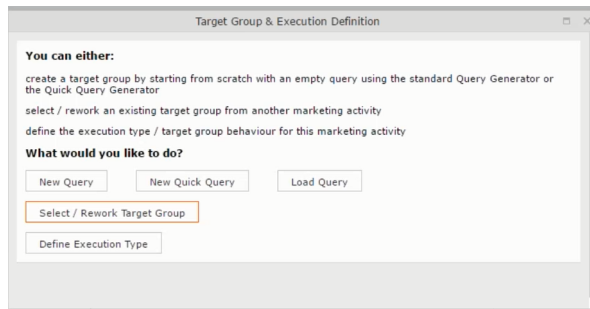 Target Group & Execution Definition
You can either:
create a target group by starting from scratch with an empty query using the standard Query Generator or
the Quick Query Generator
select / rework an existing target group from another marketing activity
define the execution type / target group behaviour for this marketing activity
What would you like to do?
New Query New Quick Query Load Query
Select / Rework Target Group
Define Execution Type